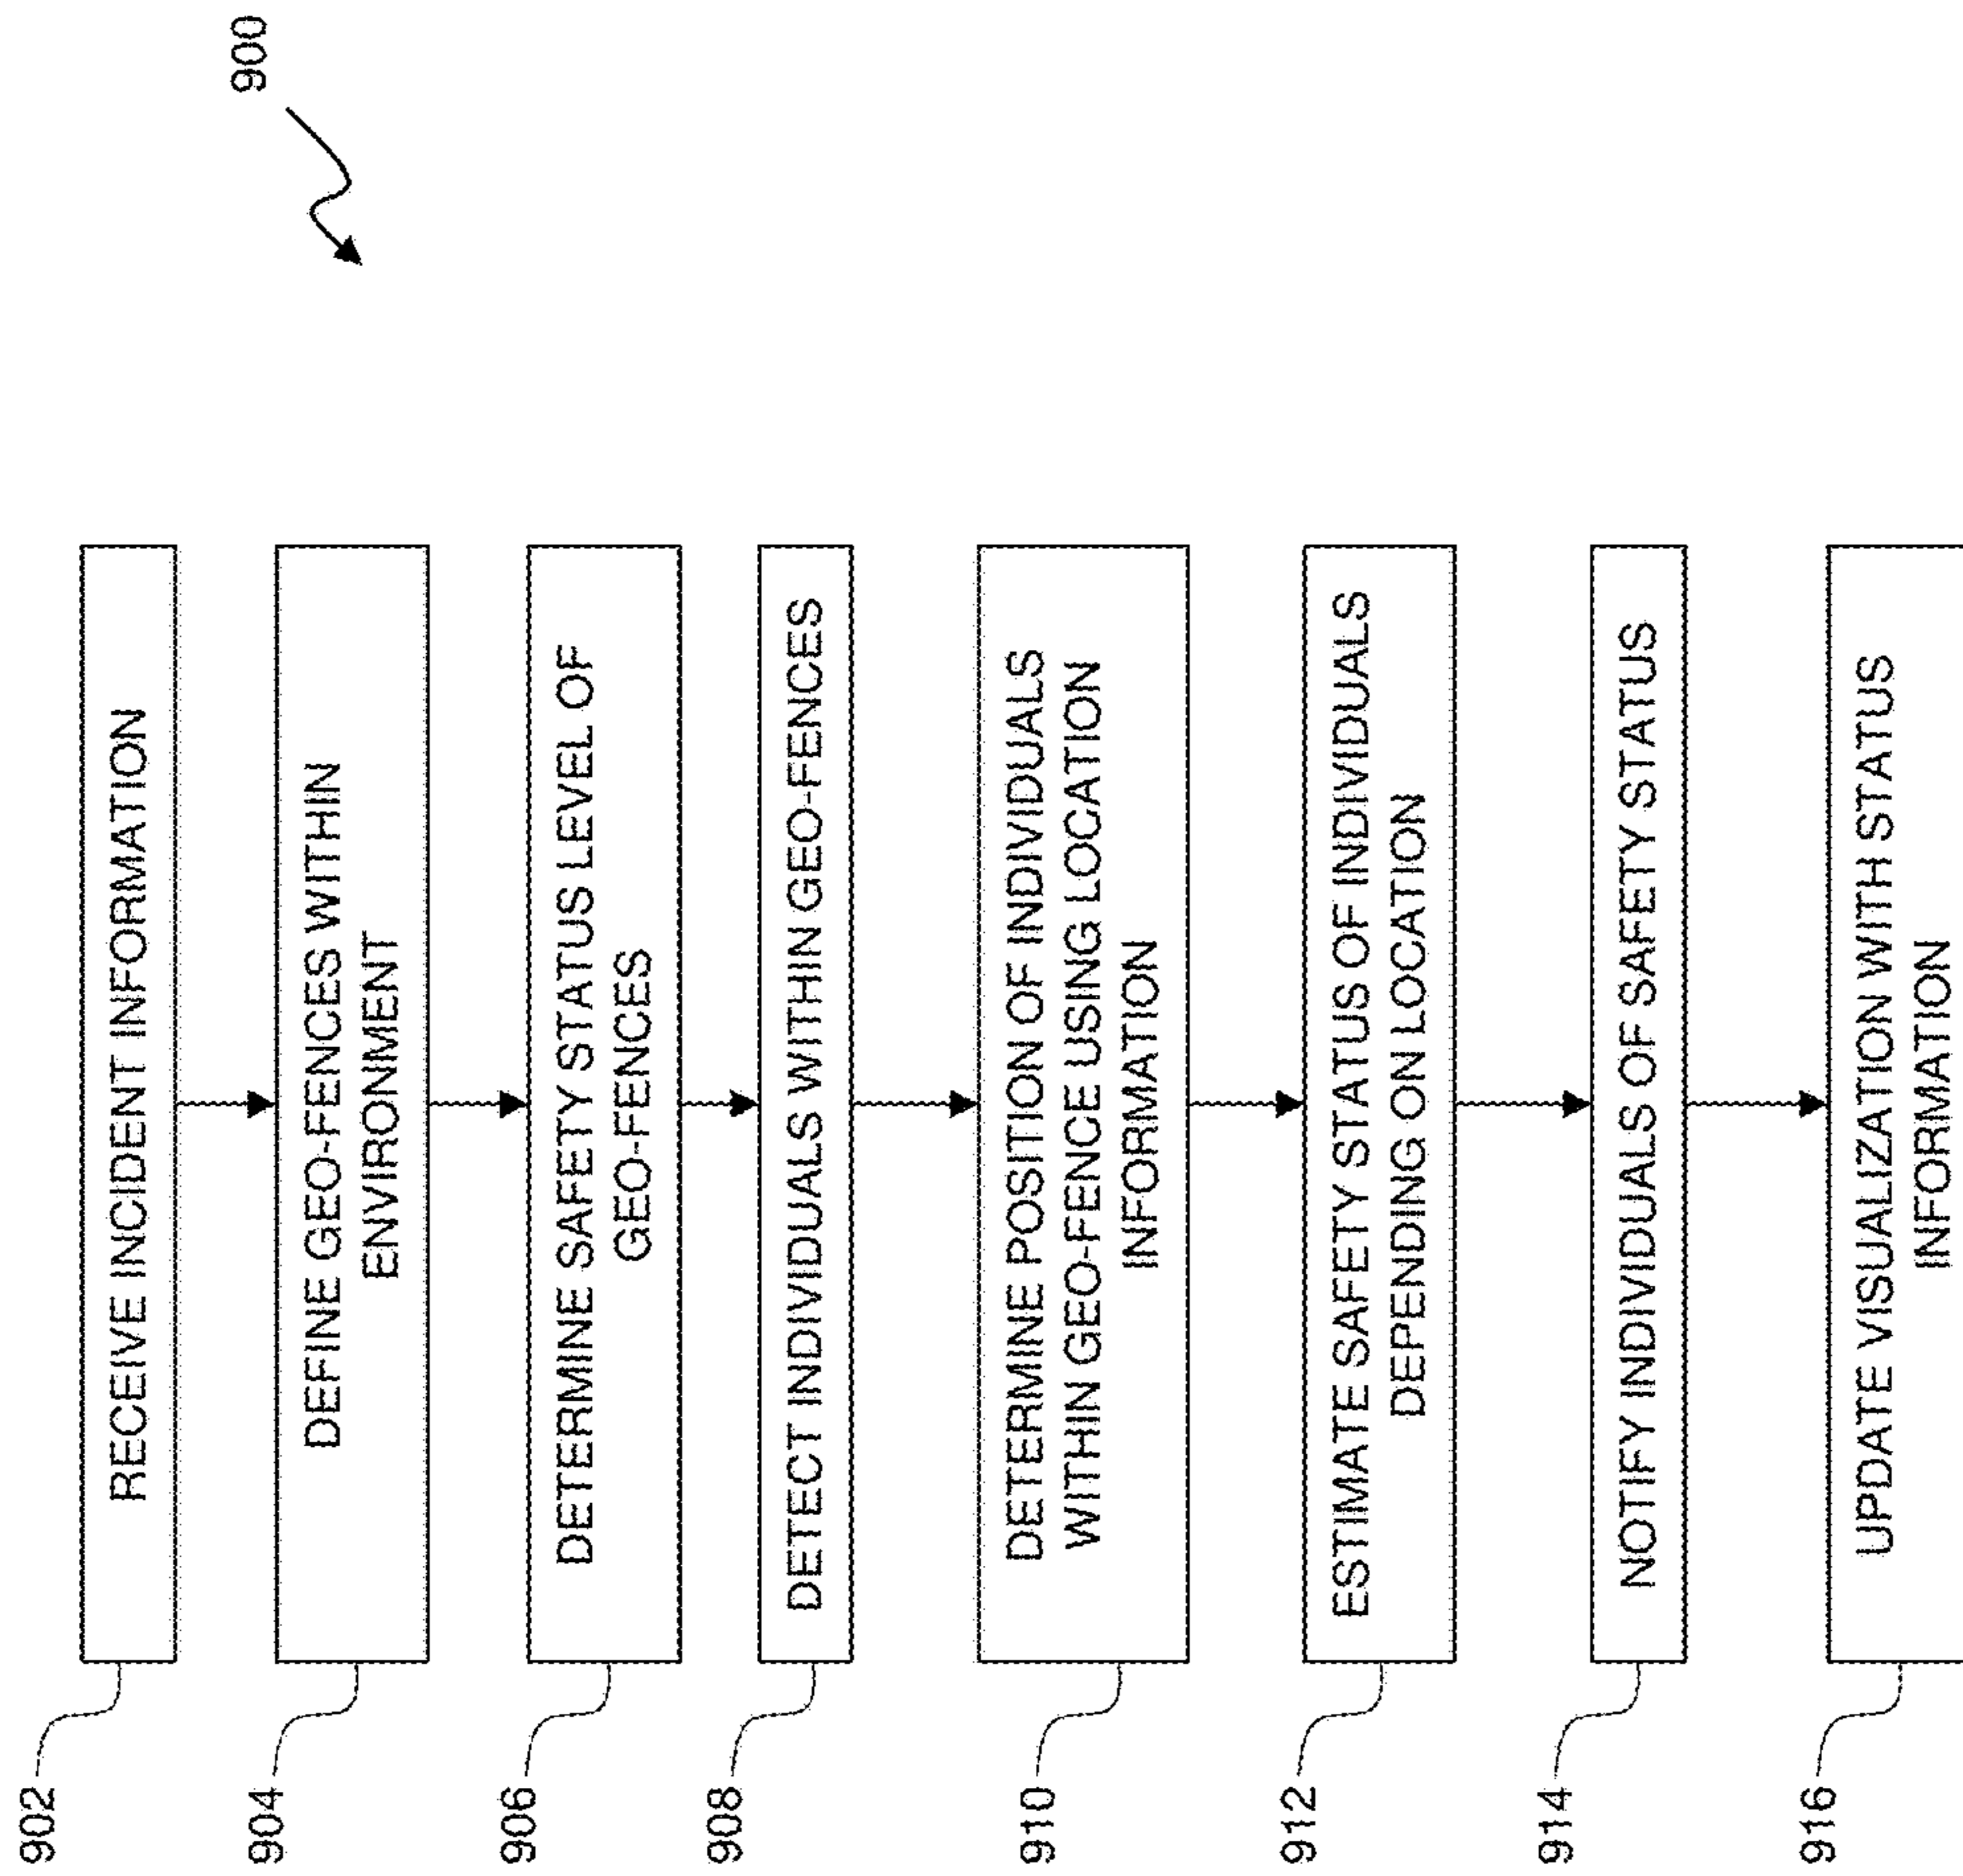 900
902
RECEIVE INCIDENT INFORMATION
904
DEFINE GEO-FENCES WITHIN
ENVIRONMENT
906
DETERMINE SAFETY STATUS LEVEL OF
GEO-FENCES
908
DETECT INDIVIDUALS WITHIN GEO-FENCES
910
DETERMINE POSITION OF INDIVIDUALS
WITHIN GEO-FENCE USING LOCATION
INFORMATION
912
ESTIMATE SAFETY STATUS OF INDIVIDUALS
DEPENDING ON LOCATION
914
NOTIFY INDIVIDUALS OF SAFETY STATUS
916
UPDATE VISUALIZATION WITH STATUS
INFORMATION